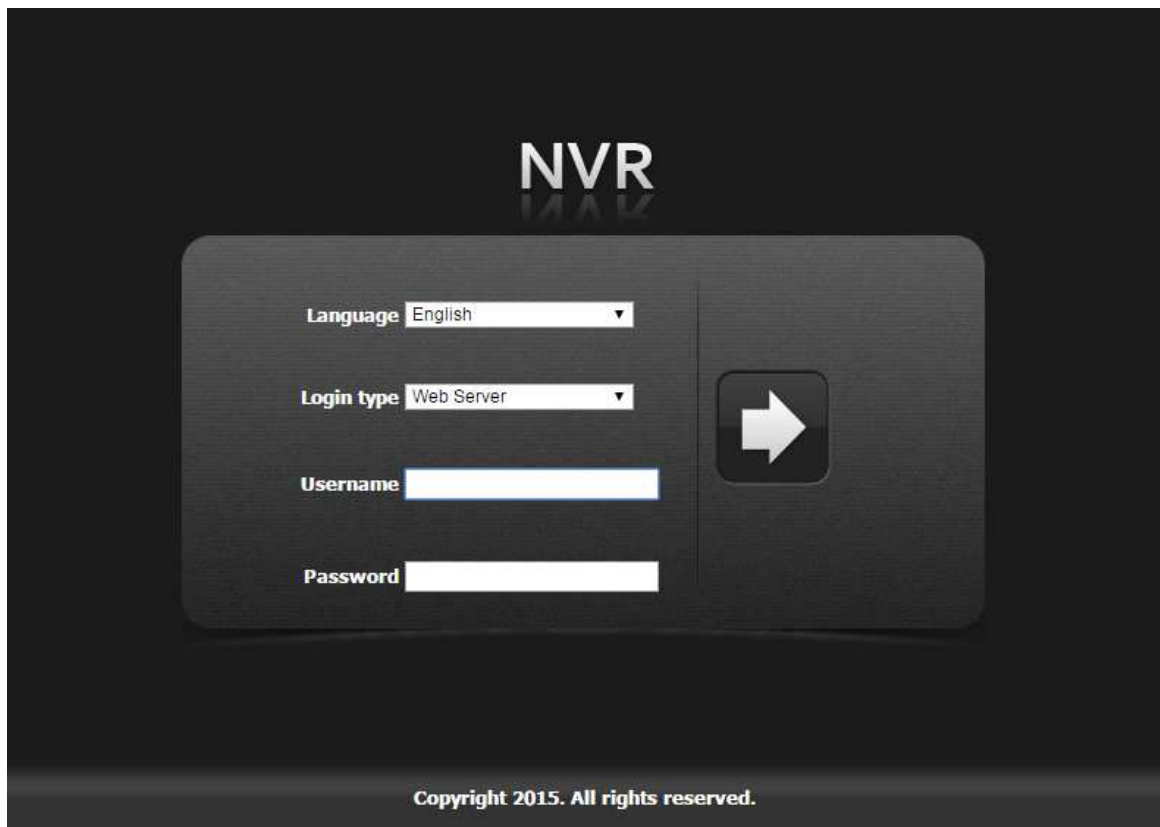 NVR
Language English
Login type Web Server
Username
Password
Copyright 2015. All rights reserved.